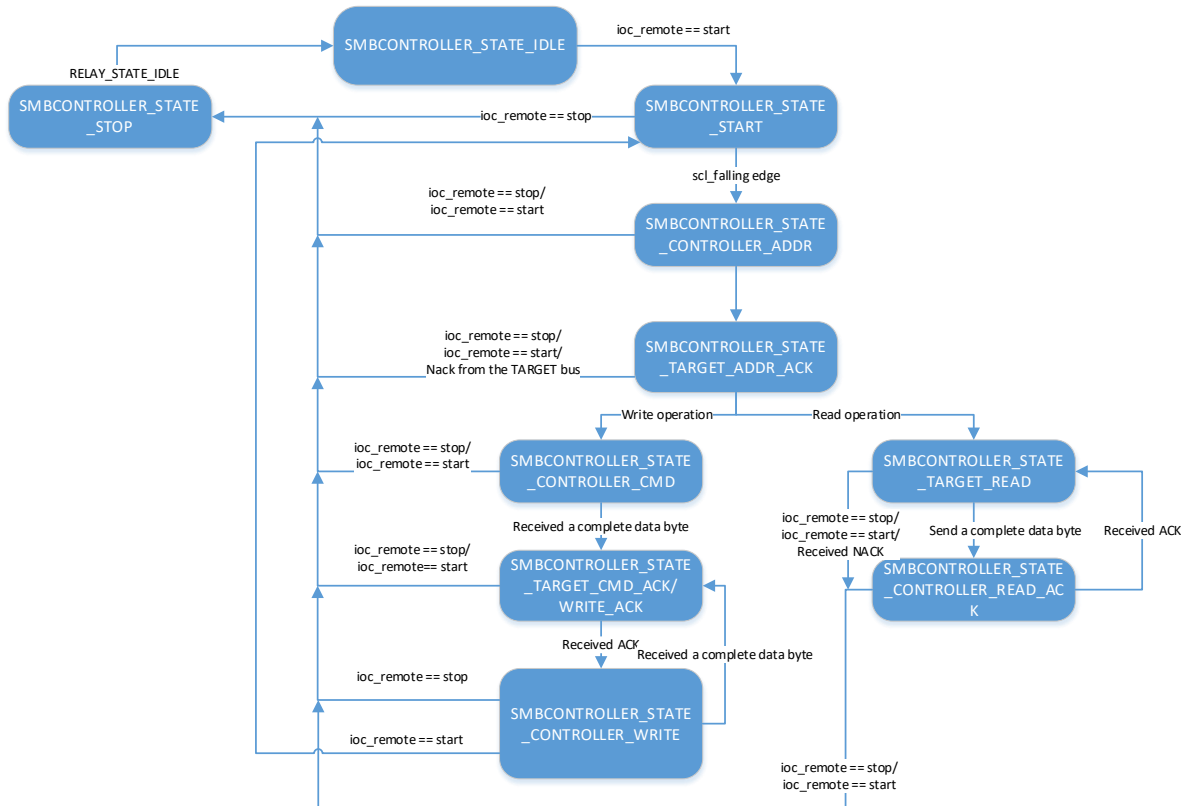 ioc_remote == start
SMBCONTROLLER_STATE_IDLE
RELAY_STATE_IDLE
SMBCONTROLLER_STATE
_STOP
ioc_remote == stop
SMBCONTROLLER_STATE
_START
scl_falling edge
ioc_remote == stop/
ioc_remote == start
SMBCONTROLLER_STATE
_CONTROLLER_ADDR
ioc_remote == stop/
ioc_remote == start/
Nack from the TARGET bus
SMBCONTROLLER_STATE
_TARGET_ADDR_ACK
Write operation
Read operation
ioc_remote == stop/
ioc_remote == start
SMBCONTROLLER_STATE
_CONTROLLER_CMD
SMBCONTROLLER_STATE
_TARGET_READ
Received a complete data byte
ioc_remote == stop/
ioc_remote == start/
Received NACK
Send a complete data byte
Received ACK
ioc_remote == stop/
ioc_remote== start
SMBCONTROLLER_STATE
_TARGET_CMD_ACK/
WRITE_ACK
SMBCONTROLLER_STATE
_CONTROLLER_READ_AC
K
Received ACK
Received a complete data byte
ioc_remote == stop
SMBCONTROLLER_STATE
_CONTROLLER_WRITE
ioc_remote == start
ioc_remote == stop/
ioc_remote == start